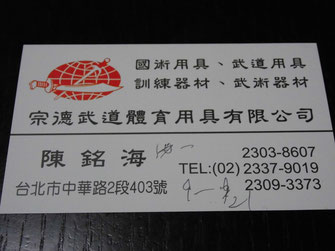 國術用具、武道用具
訓練器材、武術器材
宗德武道體育用具有限公司
陳銘海
2303-8607
TEL:(02) 2337-9019
台北市中華路2段403號
2309-3373